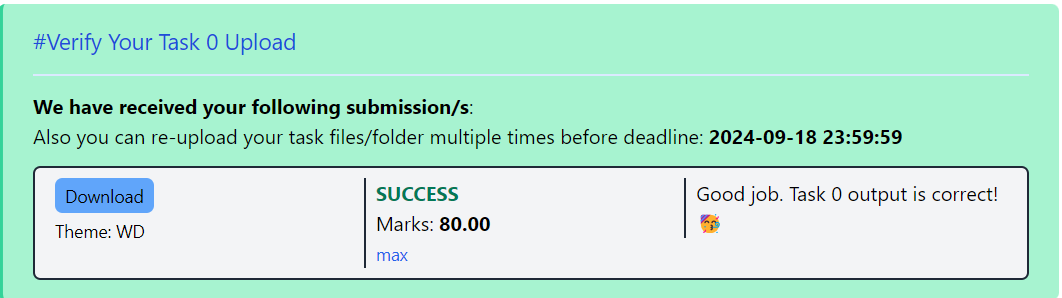 #Verify Your Task 0 Upload
We have received your following submission/s:
Also you can re-upload your task files/folder multiple times before deadline: 2024-09-18 23:59:59
Download
Theme: WD
SUCCESS
Marks: 80.00
max
Good job. Task 0 output is correct!
🥳